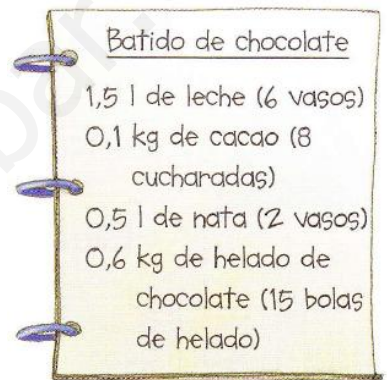 Batido de chocolate
1,5 l de leche (6 vasos)
0,1 kg de cacao (8
cucharadas)
0,5 l de nata (2 vasos)
0,6 kg de helado de
chocolate (15 bolas
de helado)